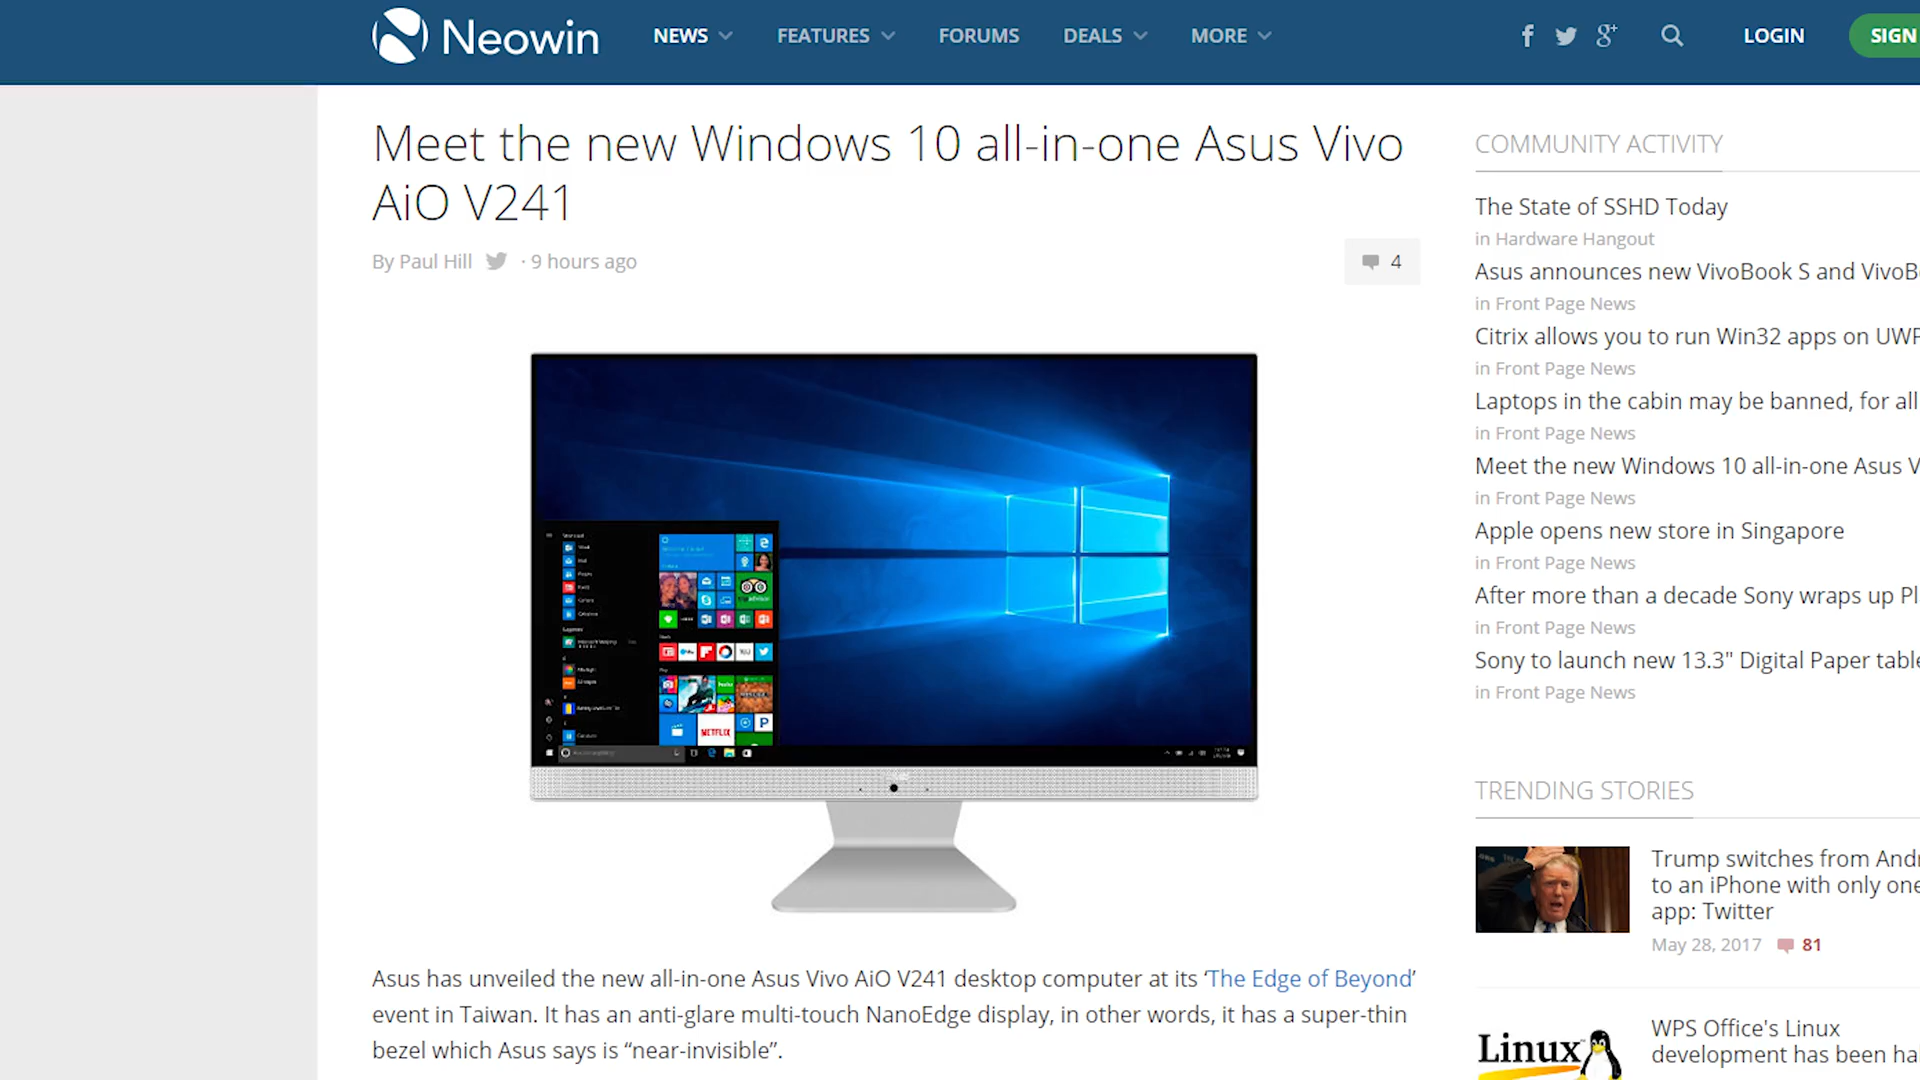 Neowin
NEWS
FEATURES
FORUMS
DEALS
MORE
LOGIN
SIGN
Meet the new Windows 10 all-in-one Asus Vivo
AiO V241
By Paul Hill · 9 hours ago
4
NETFLIX
Asus has unveiled the new all-in-one Asus Vivo AiO V241 desktop computer at its ‘The Edge of Beyond’
event in Taiwan. It has an anti-glare multi-touch NanoEdge display, in other words, it has a super-thin
bezel which Asus says is “near-invisible”.
COMMUNITY ACTIVITY
The State of SSHD Today
in Hardware Hangout
Asus announces new VivoBook S and VivoB
in Front Page News
Citrix allows you to run Win32 apps on UWP
in Front Page News
Laptops in the cabin may be banned, for all
in Front Page News
Meet the new Windows 10 all-in-one Asus V
in Front Page News
Apple opens new store in Singapore
in Front Page News
After more than a decade Sony wraps up Pl
in Front Page News
Sony to launch new 13.3" Digital Paper table
in Front Page News
TRENDING STORIES
Trump switches from Andr
to an iPhone with only one
app: Twitter
May 28, 2017 81
Linux
WPS Office's Linux
development has been hal